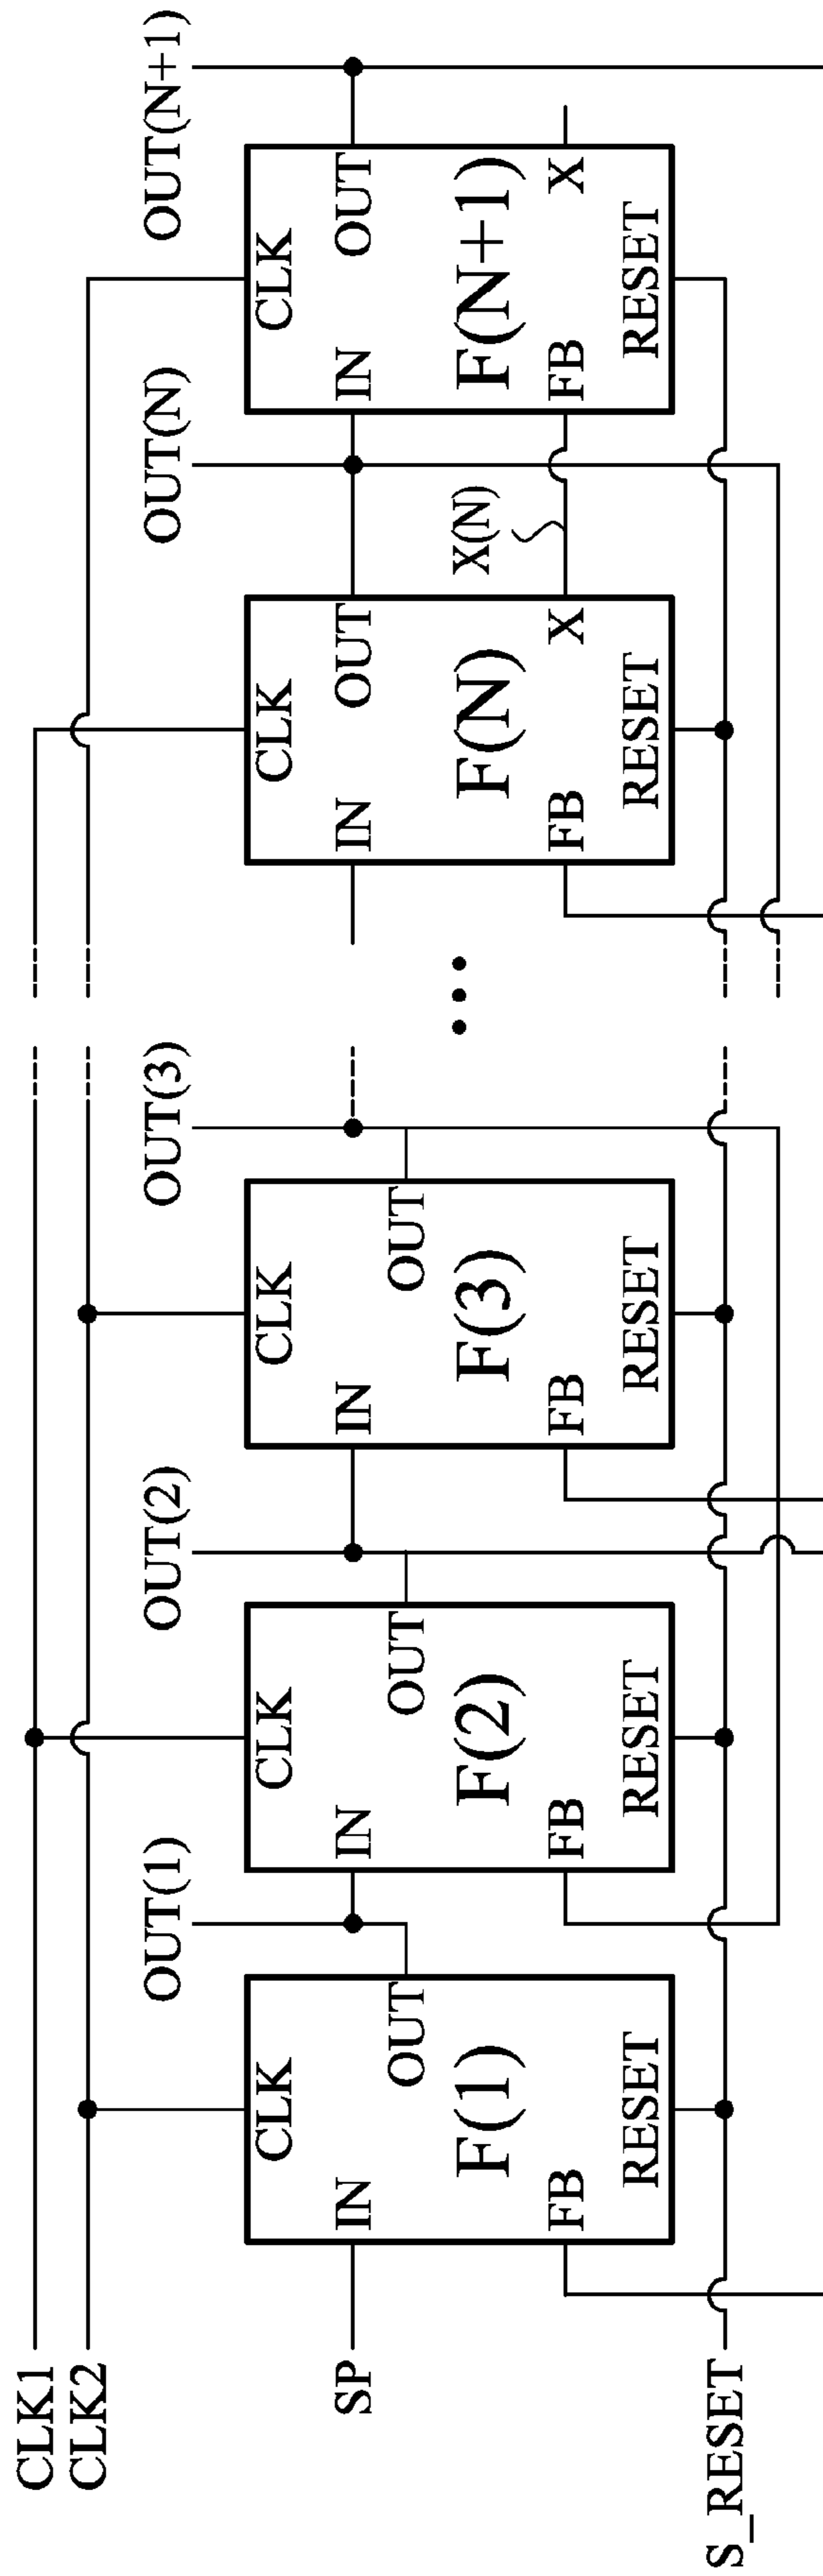 CLK1
CLK2
SP
S_RESET
CLK
IN
OUT
F(1)
FB
RESET
OUT(1)
CLK
IN
OUT
F(2)
FB
RESET
OUT(2)
CLK
IN
OUT
F(3)
FB
RESET
OUT(3)
CLK
IN
OUT
F(N)
FB
X
RESET
OUT(N)
X(N)
CLK
IN
OUT
F(N+1)
FB
X
RESET
OUT(N+1)